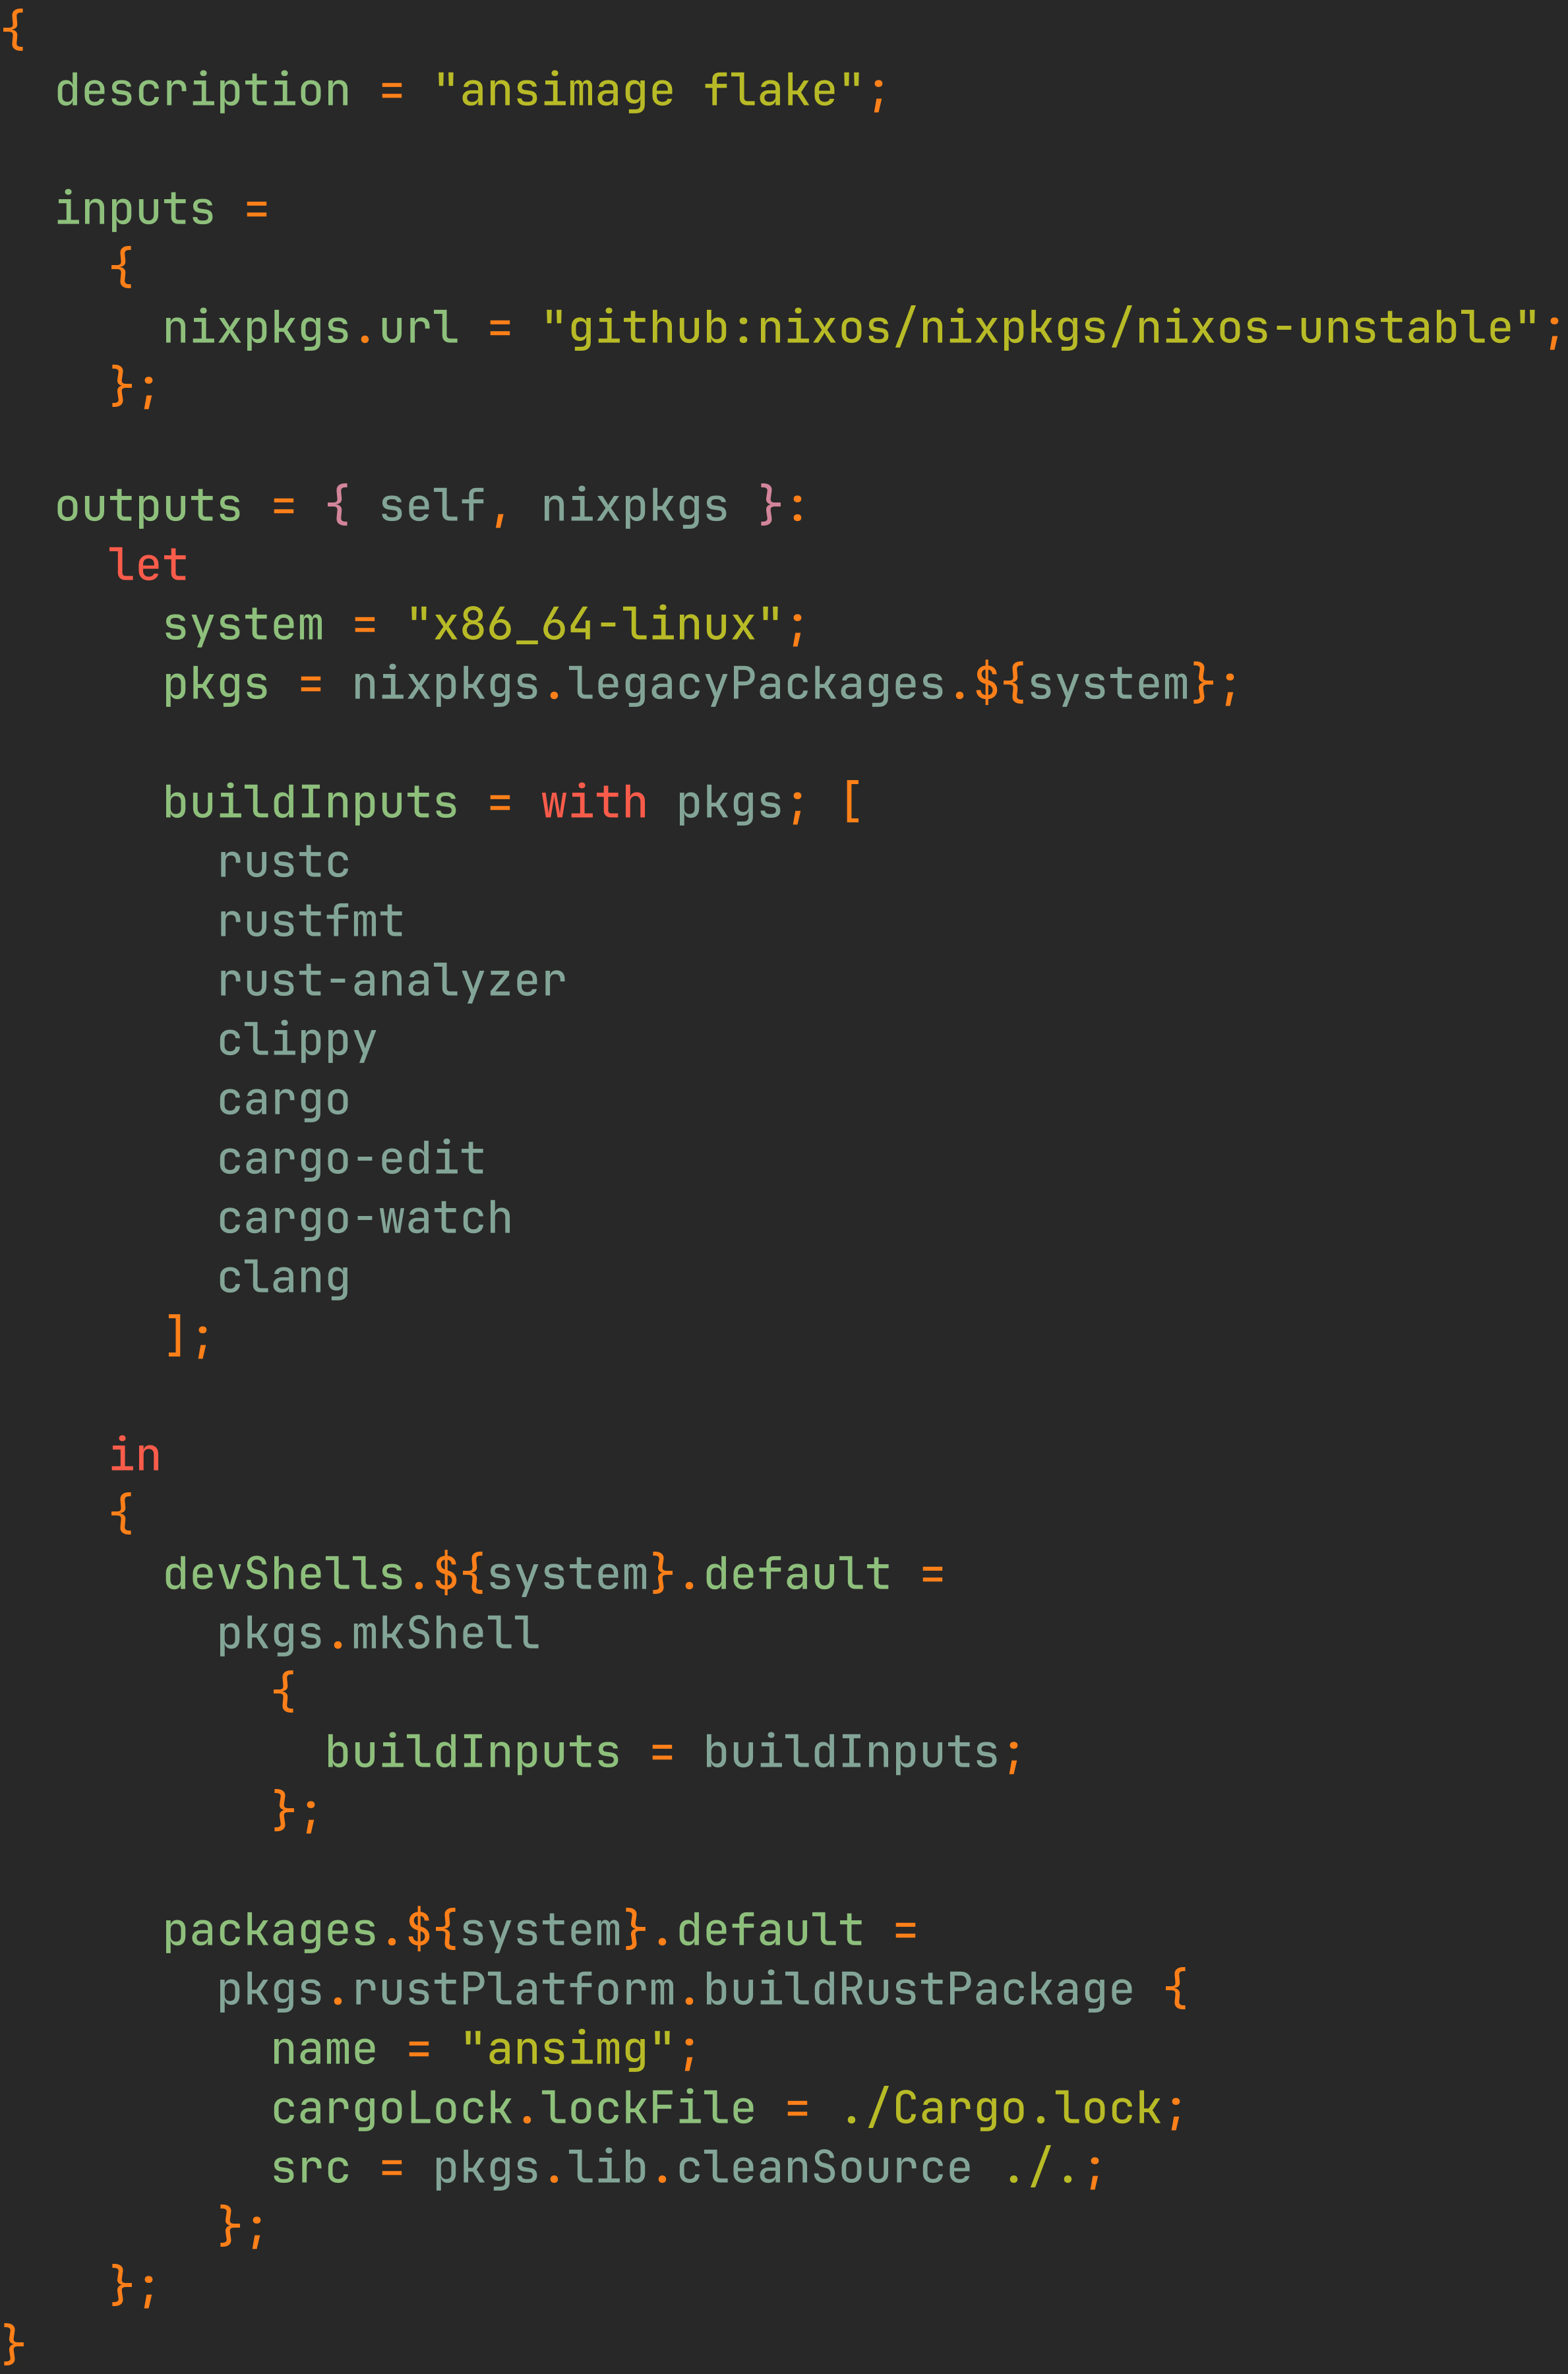 {
  description = "ansimage flake";

  inputs =
    {
      nixpkgs.url = "github:nixos/nixpkgs/nixos-unstable";
    };

  outputs = { self, nixpkgs }:
    let
      system = "x86_64-linux";
      pkgs = nixpkgs.legacyPackages.${system};

      buildInputs = with pkgs; [
        rustc
        rustfmt
        rust-analyzer
        clippy
        cargo
        cargo-edit
        cargo-watch
        clang
      ];

    in
    {
      devShells.${system}.default =
        pkgs.mkShell
          {
            buildInputs = buildInputs;
          };

      packages.${system}.default =
        pkgs.rustPlatform.buildRustPackage {
          name = "ansimg";
          cargoLock.lockFile = ./Cargo.lock;
          src = pkgs.lib.cleanSource ./.;
        };
    };
}